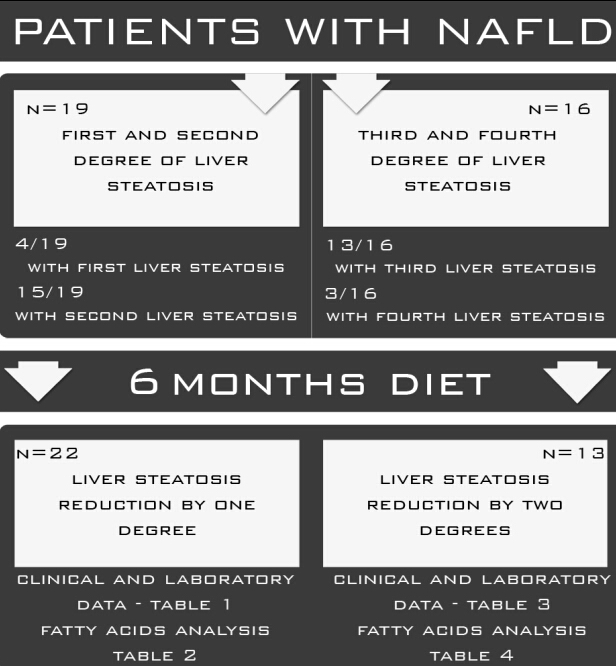 PATIENTS WITH NAFLD
N=19
FIRST AND SECOND
DEGREE OF LIVER
STEATOSIS
4/19
WITH FIRST LIVER STEATOSIS
15/19
WITH SECOND LIVER STEATOSIS
N=16
THIRD AND FOURTH
DEGREE OF LIVER
STEATOSIS
13/16
WITH THIRD LIVER STEATOSIS
3/16
WITH FOURTH LIVER STEATOSIS
6 MONTHS DIET
N=22
LIVER STEATOSIS
REDUCTION BY ONE
DEGREE
CLINICAL AND LABORATORY
DATA - TABLE 1
FATTY ACIDS ANALYSIS
TABLE 2
N=13
LIVER STEATOSIS
REDUCTION BY TWO
DEGREES
CLINICAL AND LABORATORY
DATA - TABLE 3
FATTY ACIDS ANALYSIS
TABLE 4